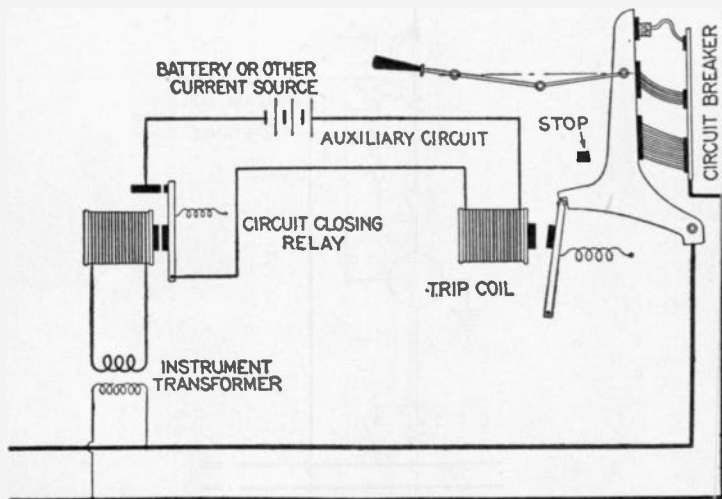 BATTERY OR OTHER
CURRENT SOURCE
AUXILIARY CIRCUIT
STOP
CIRCUIT BREAKER
CIRCUIT CLOSING
RELAY
TRIP COIL
INSTRUMENT
TRANSFORMER